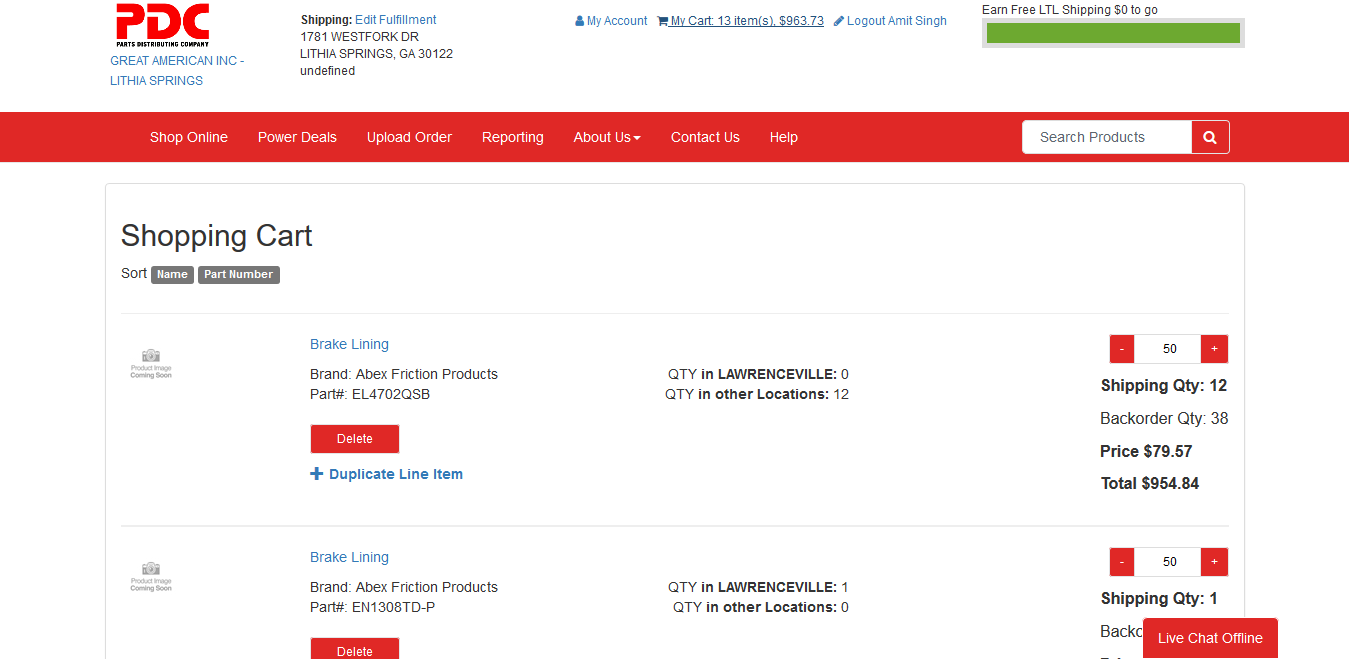 PDC
PARTS DISTRIBUTING COMPANY
GREAT AMERICAN INC -
LITHIA SPRINGS
Shipping: Edit Fulfillment
1781 WESTFORK DR
LITHIA SPRINGS, GA 30122
undefined
My Account My Cart: 13 item(s), $963.73 Logout Amit Singh
Earn Free LTL Shipping $0 to go
Shop Online Power Deals Upload Order Reporting About Us Contact Us Help Search Products
Shopping Cart
Sort Name Part Number
Product Image
Coming Soon
Brake Lining
Brand: Abex Friction Products
Part#: EL4702QSB
Delete
+ Duplicate Line Item
QTY in LAWRENCEVILLE: 0
QTY in other Locations: 12
- 50 +
Shipping Qty: 12
Backorder Qty: 38
Price $79.57
Total $954.84
Product Image
Coming Soon
Brake Lining
Brand: Abex Friction Products
Part#: EN1308TD-P
Delete
QTY in LAWRENCEVILLE: 1
QTY in other Locations: 0
- 50 +
Shipping Qty: 1
Live Chat Offline